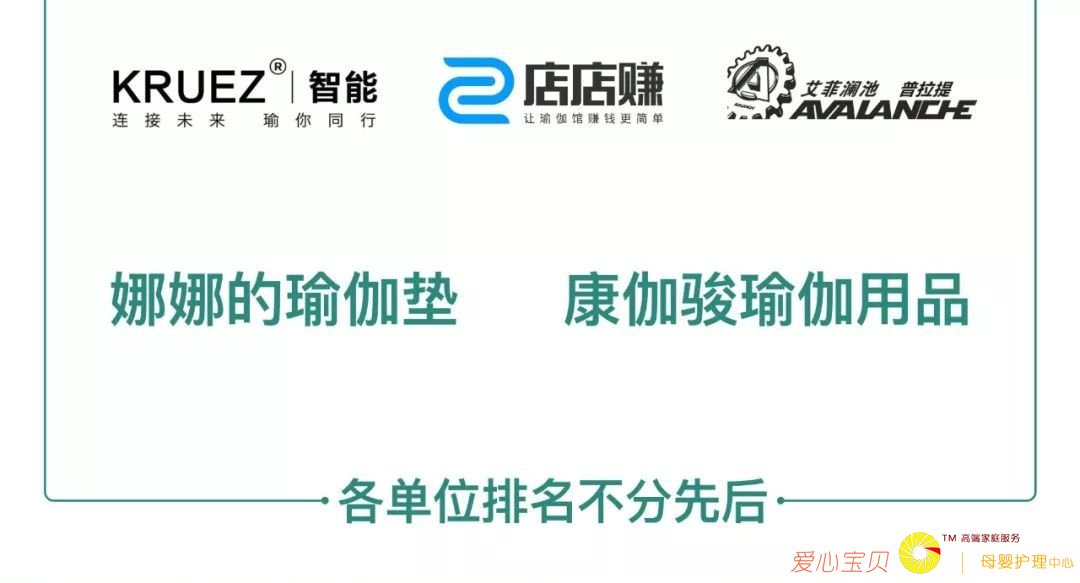 KRUEZ® | 智能
连接未来 瑜你同行
店店赚
让瑜伽馆赚钱更简单
艾菲澜池 普拉提
AVALANCHE
娜娜的瑜伽垫 康伽骏瑜伽用品
·各单位排名不分先后·
爱心宝贝 TM 高端家庭服务 | 母婴护理中心